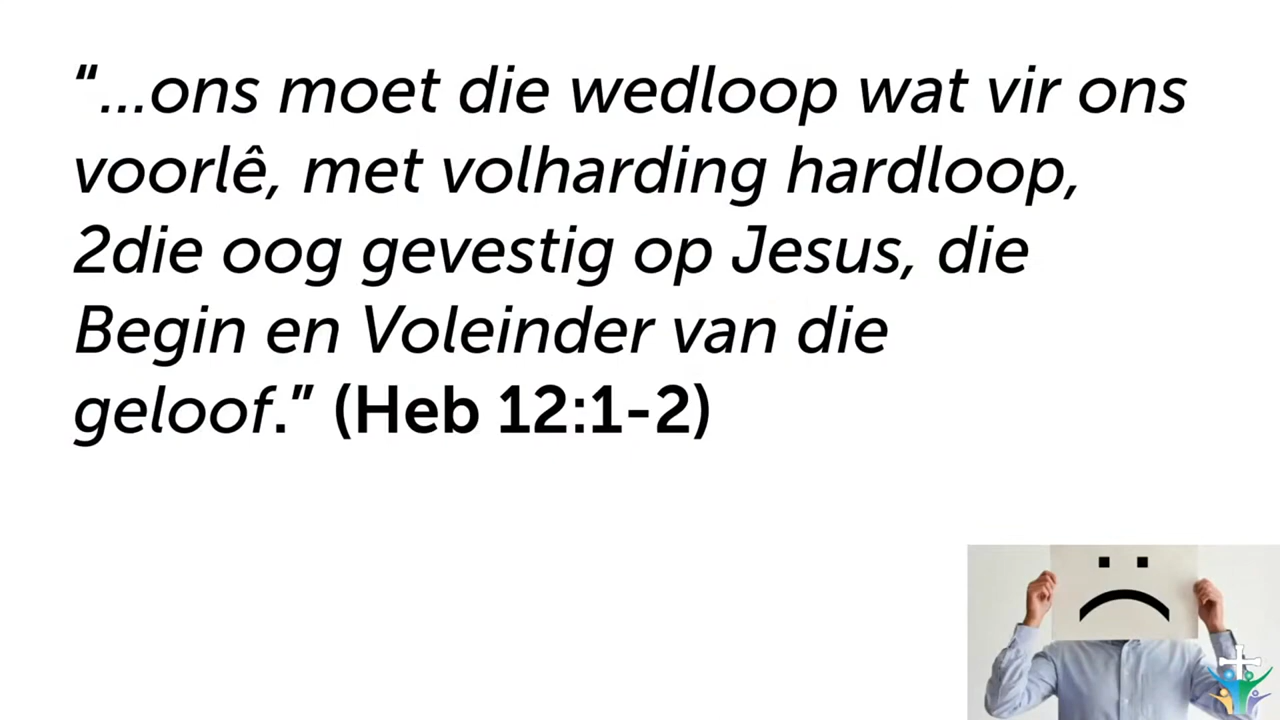 “...ons moet die wedloop wat vir ons
voorlê, met volharding hardloop,
2die oog gevestig op Jesus, die
Begin en Voleinder van die
geloof.” (Heb 12:1-2)